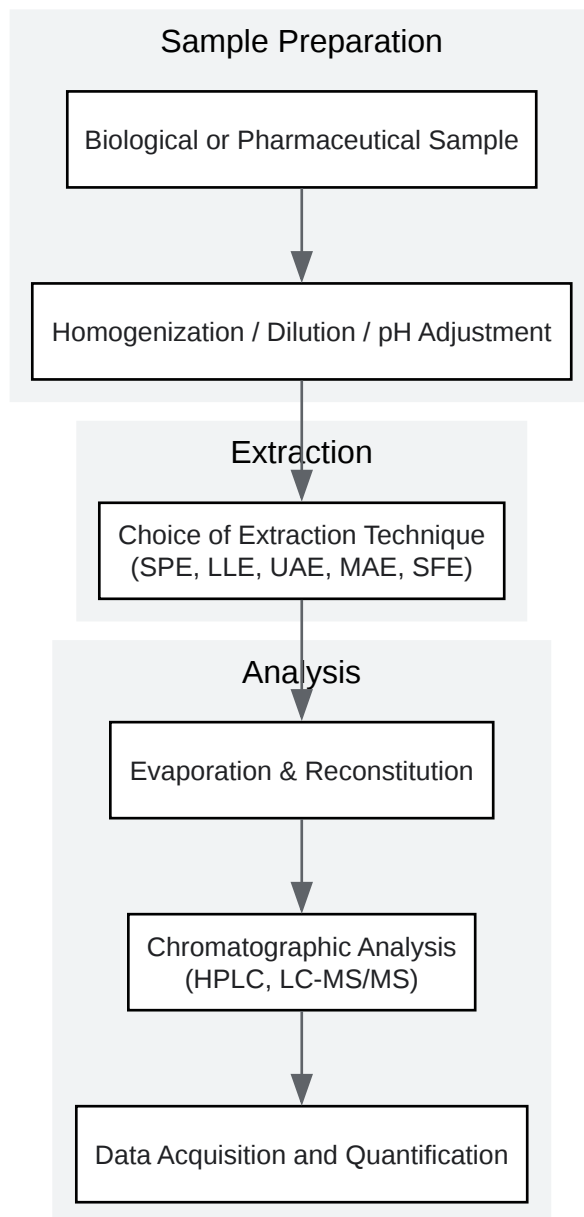 Sample Preparation
Biological or Pharmaceutical Sample
Homogenization / Dilution / pH Adjustment
Extraction
Choice of Extraction Technique
(SPE, LLE, UAE, MAE, SFE)
Analysis
Evaporation & Reconstitution
Chromatographic Analysis
(HPLC, LC-MS/MS)
Data Acquisition and Quantification